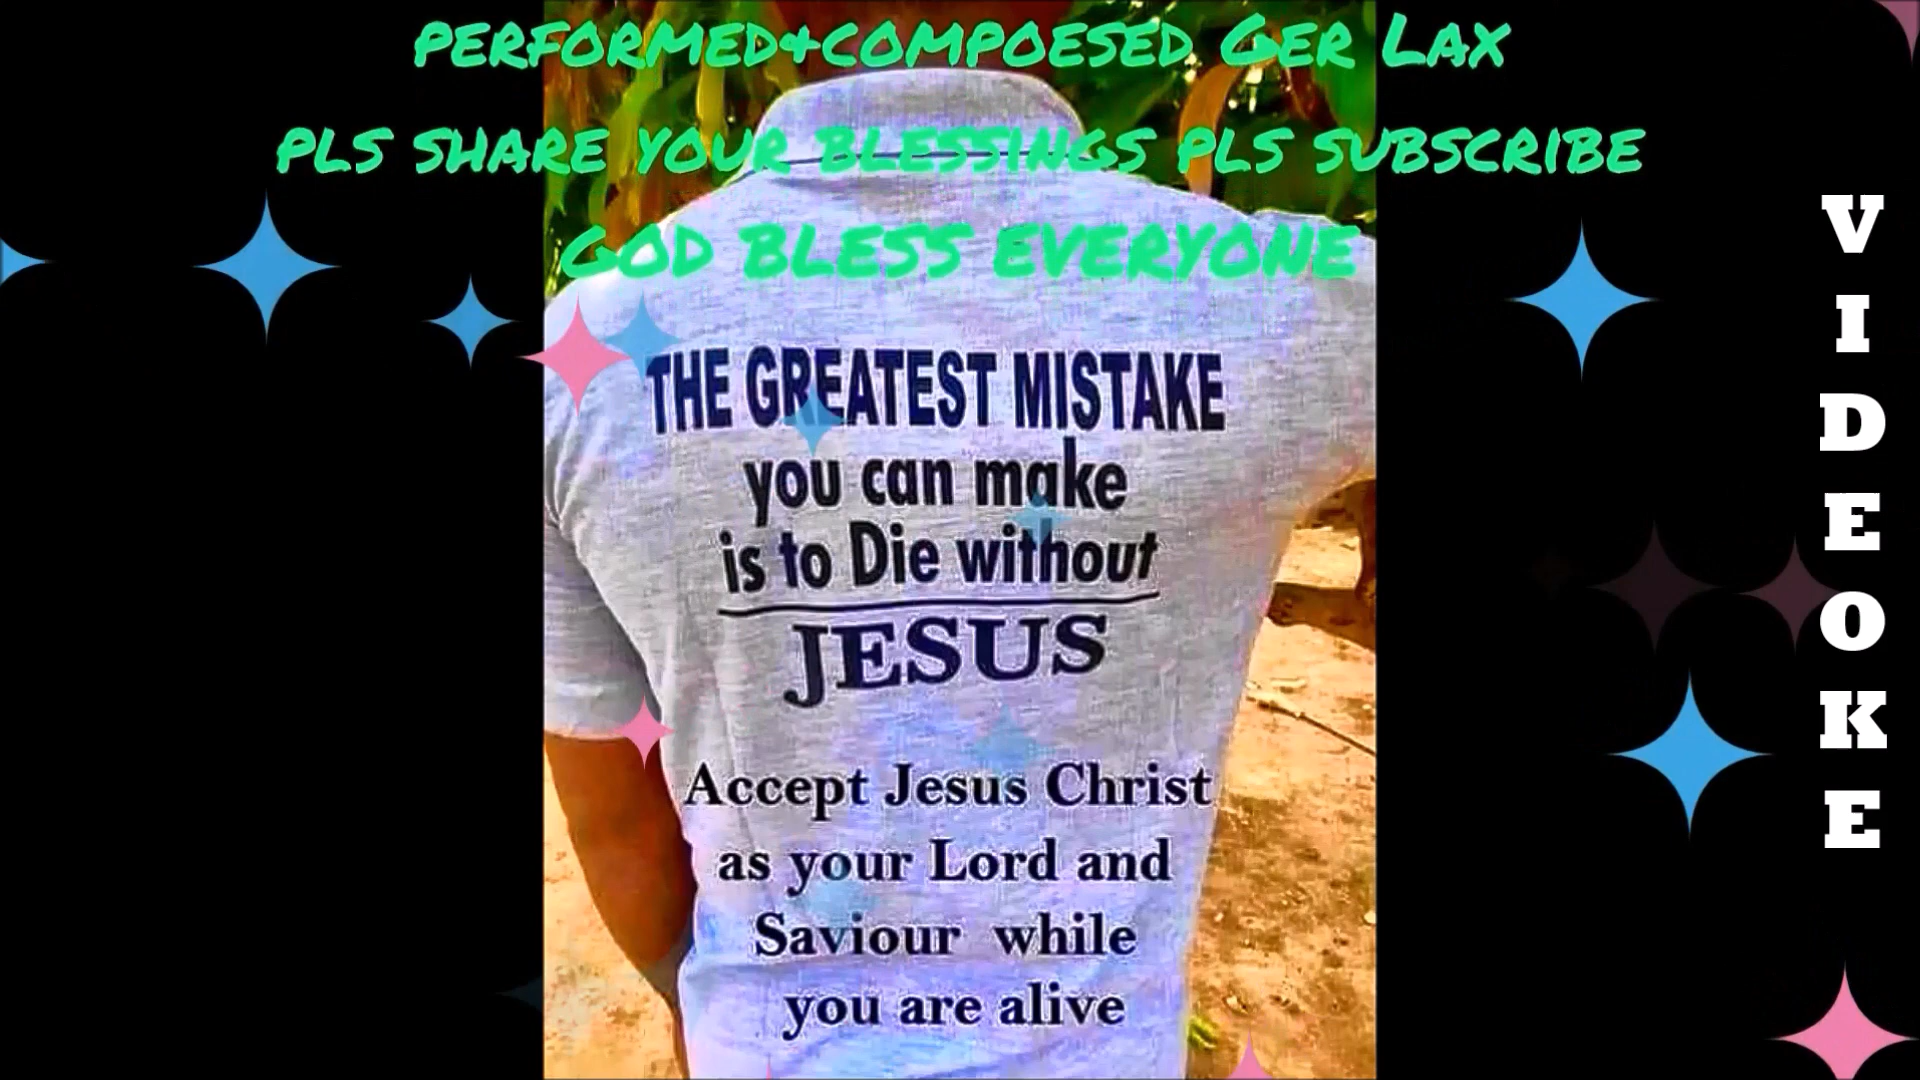 PERFORMED&COMPOESED GER LAX
PLS SHARE YOUR BLESSINGS PLS SUBSCRIBE
GOD BLESS EVERYONE
THE GREATEST MISTAKE
you can make
is to Die without
JESUS
Accept Jesus Christ
as your Lord and
Saviour while
you are alive
VIDEOKE